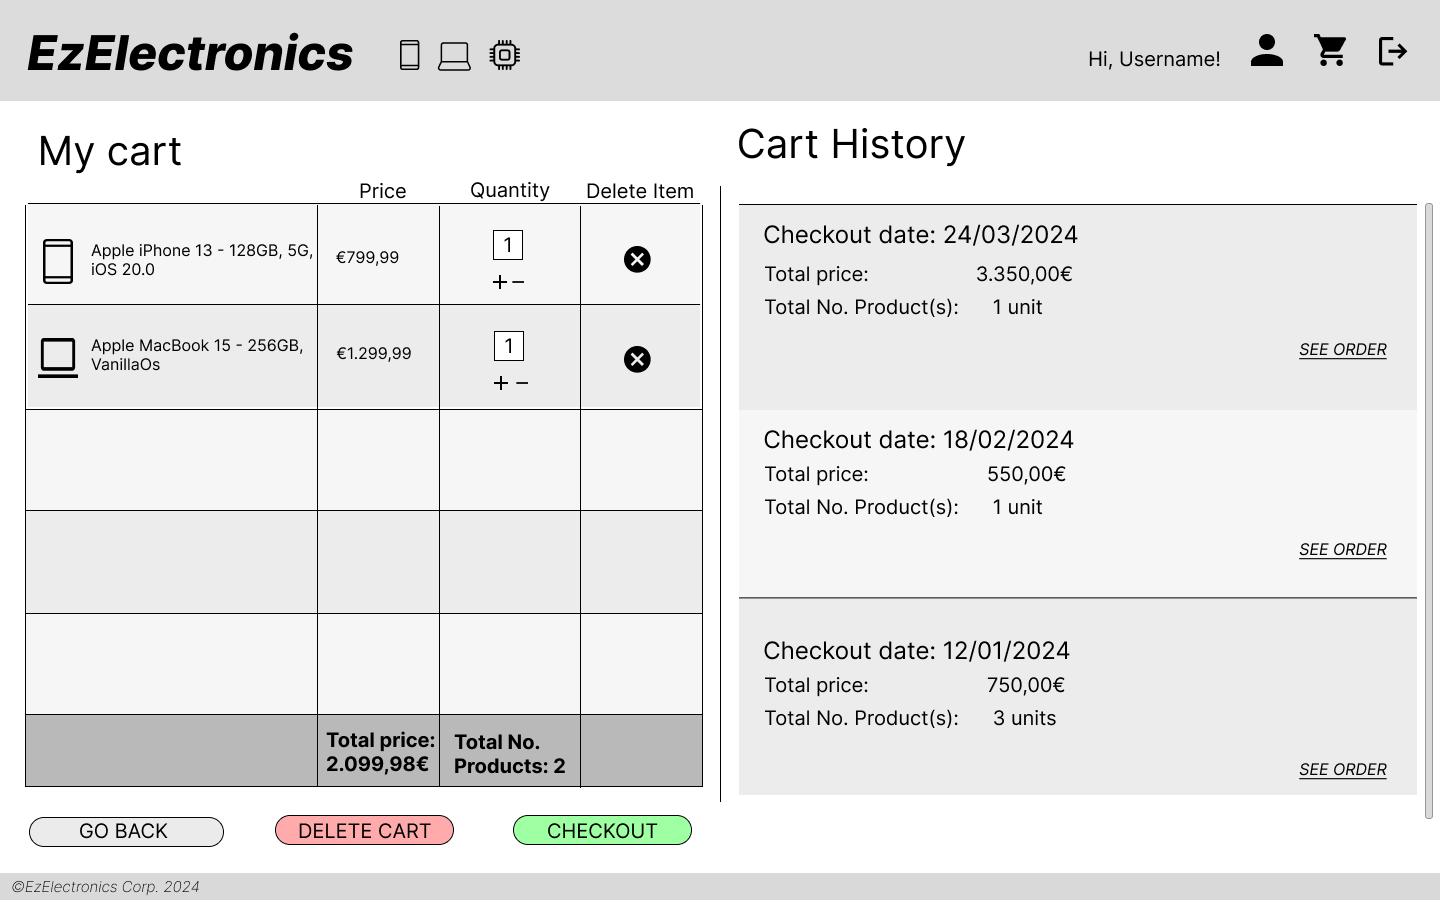 EzElectronics
Hi, Username!
My cart
Price Quantity Delete Item
Apple iPhone 13 - 128GB, 5G,
iOS 20.0
€799,99
1
+ −
Apple MacBook 15 - 256GB,
VanillaOs
€1.299,99
1
+ −
Total price:
2.099,98€
Total No.
Products: 2
GO BACK
DELETE CART
CHECKOUT
Cart History
Checkout date: 24/03/2024
Total price: 3.350,00€
Total No. Product(s): 1 unit
SEE ORDER
Checkout date: 18/02/2024
Total price: 550,00€
Total No. Product(s): 1 unit
SEE ORDER
Checkout date: 12/01/2024
Total price: 750,00€
Total No. Product(s): 3 units
SEE ORDER
©EzElectronics Corp. 2024